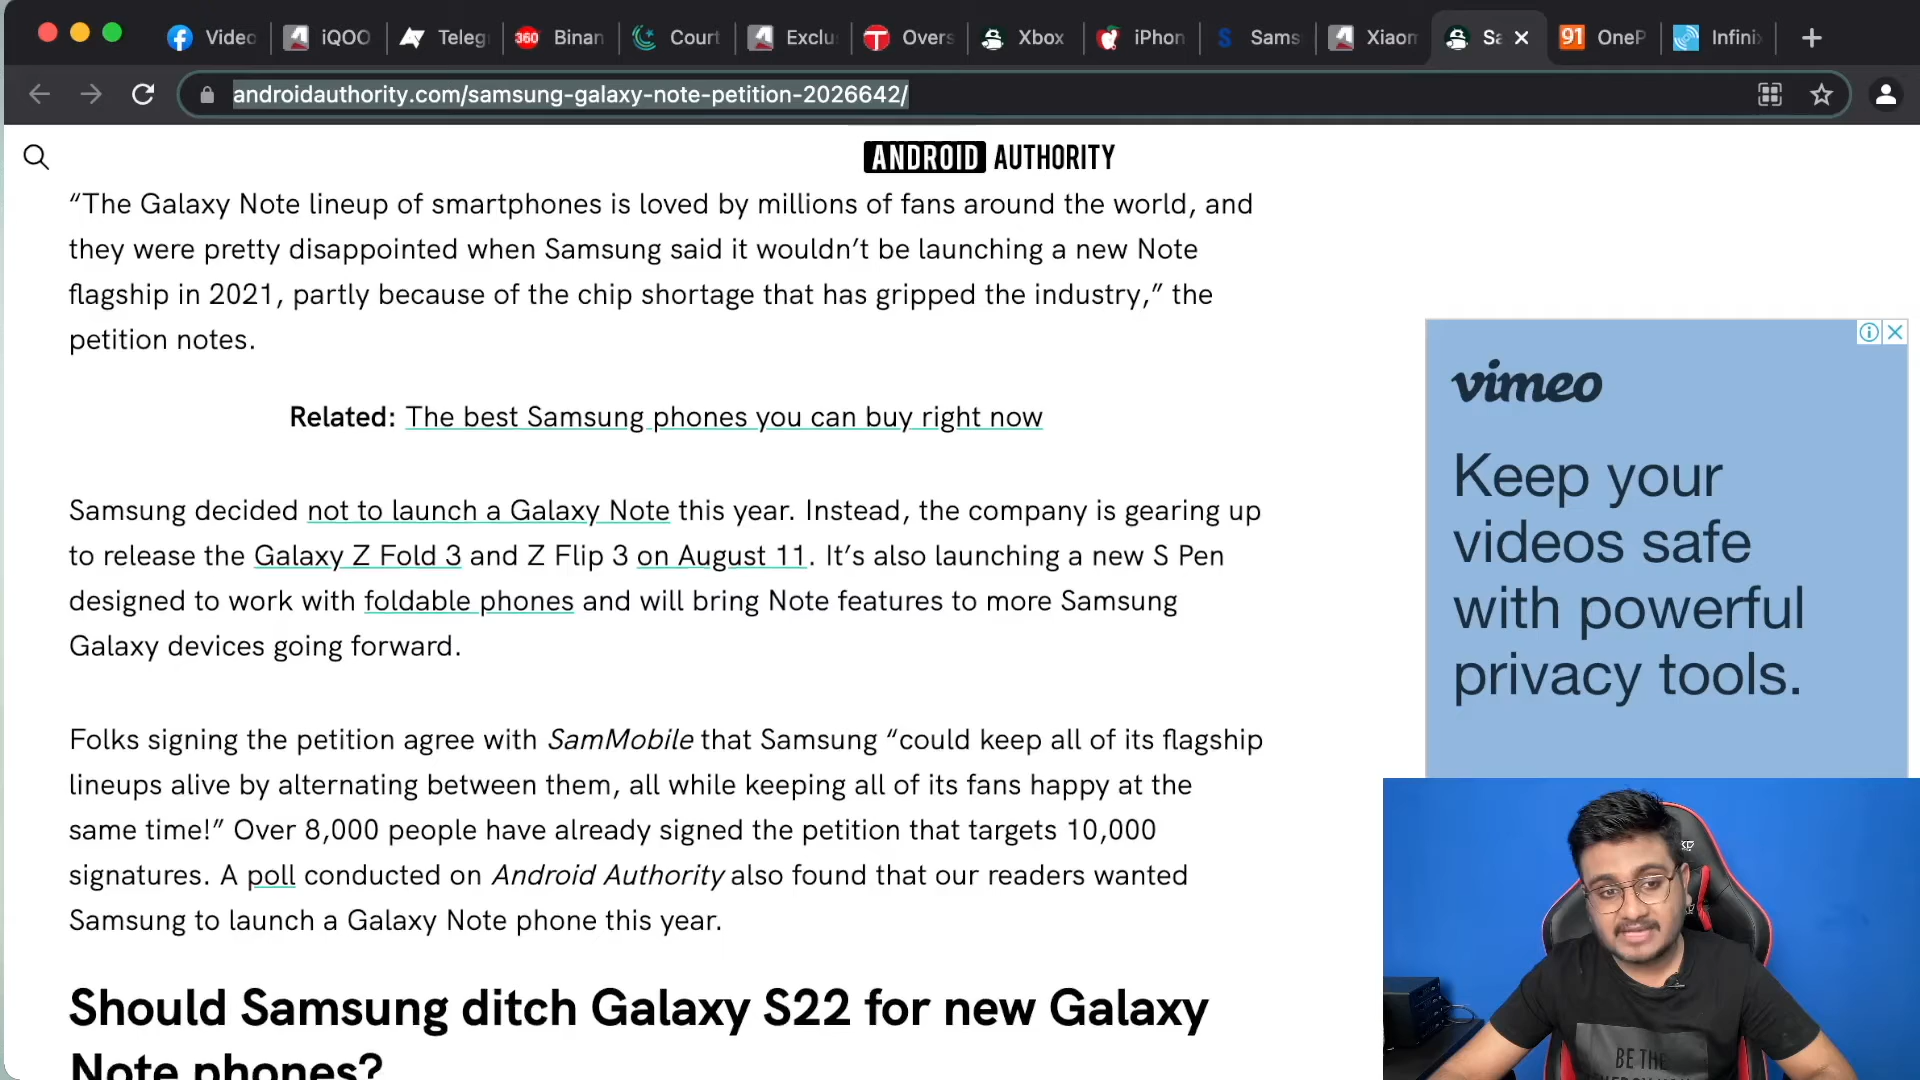 Video
iQOO
Teleg
360
Binan
Court
Exclu
Overs
Xbox
iPhon
S
Sams
Xiaom
Sa
91
OneP
Infinix
androidauthority.com/samsung-galaxy-note-petition-2026642/
ANDROID AUTHORITY
“The Galaxy Note lineup of smartphones is loved by millions of fans around the world, and
they were pretty disappointed when Samsung said it wouldn’t be launching a new Note
flagship in 2021, partly because of the chip shortage that has gripped the industry,” the
petition notes.
Related: The best Samsung phones you can buy right now
Samsung decided not to launch a Galaxy Note this year. Instead, the company is gearing up
to release the Galaxy Z Fold 3 and Z Flip 3 on August 11. It’s also launching a new S Pen
designed to work with foldable phones and will bring Note features to more Samsung
Galaxy devices going forward.
Folks signing the petition agree with SamMobile that Samsung “could keep all of its flagship
lineups alive by alternating between them, all while keeping all of its fans happy at the
same time!” Over 8,000 people have already signed the petition that targets 10,000
signatures. A poll conducted on Android Authority also found that our readers wanted
Samsung to launch a Galaxy Note phone this year.
Should Samsung ditch Galaxy S22 for new Galaxy
Note phones?
vimeo
Keep your
videos safe
with powerful
privacy tools.
BE THE